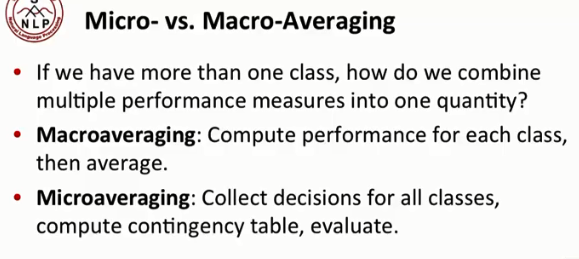 NLP
Micro- vs. Macro-Averaging
• If we have more than one class, how do we combine
multiple performance measures into one quantity?
• Macroaveraging: Compute performance for each class,
then average.
• Microaveraging: Collect decisions for all classes,
compute contingency table, evaluate.